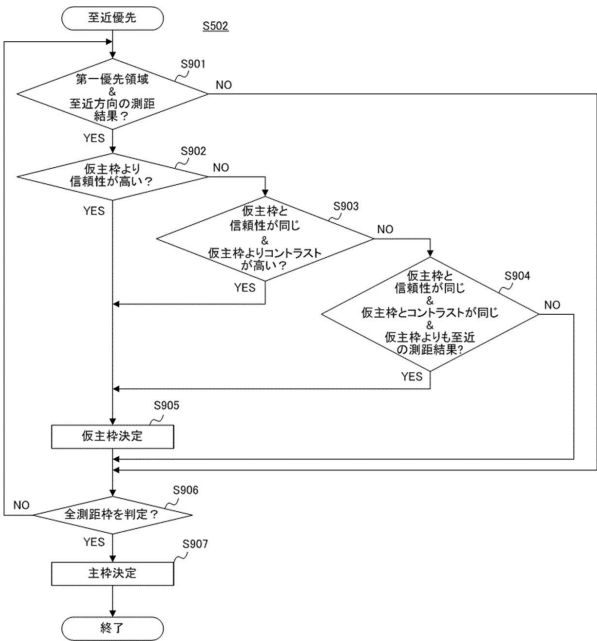 至近優先
S502
S901
第一優先領域
&
至近方向の測距
結果？
NO
YES
S902
仮主枠より
信頼性が高い？
NO
YES
S903
仮主枠と
信頼性が同じ
&
仮主枠よりコントラスト
が高い？
NO
YES
S904
仮主枠と
信頼性が同じ
&
仮主枠とコントラストが同じ
&
仮主枠よりも至近
の測距結果?
NO
YES
S905
仮主枠決定
S906
全測距枠を判定？
NO
YES
S907
主枠決定
終了